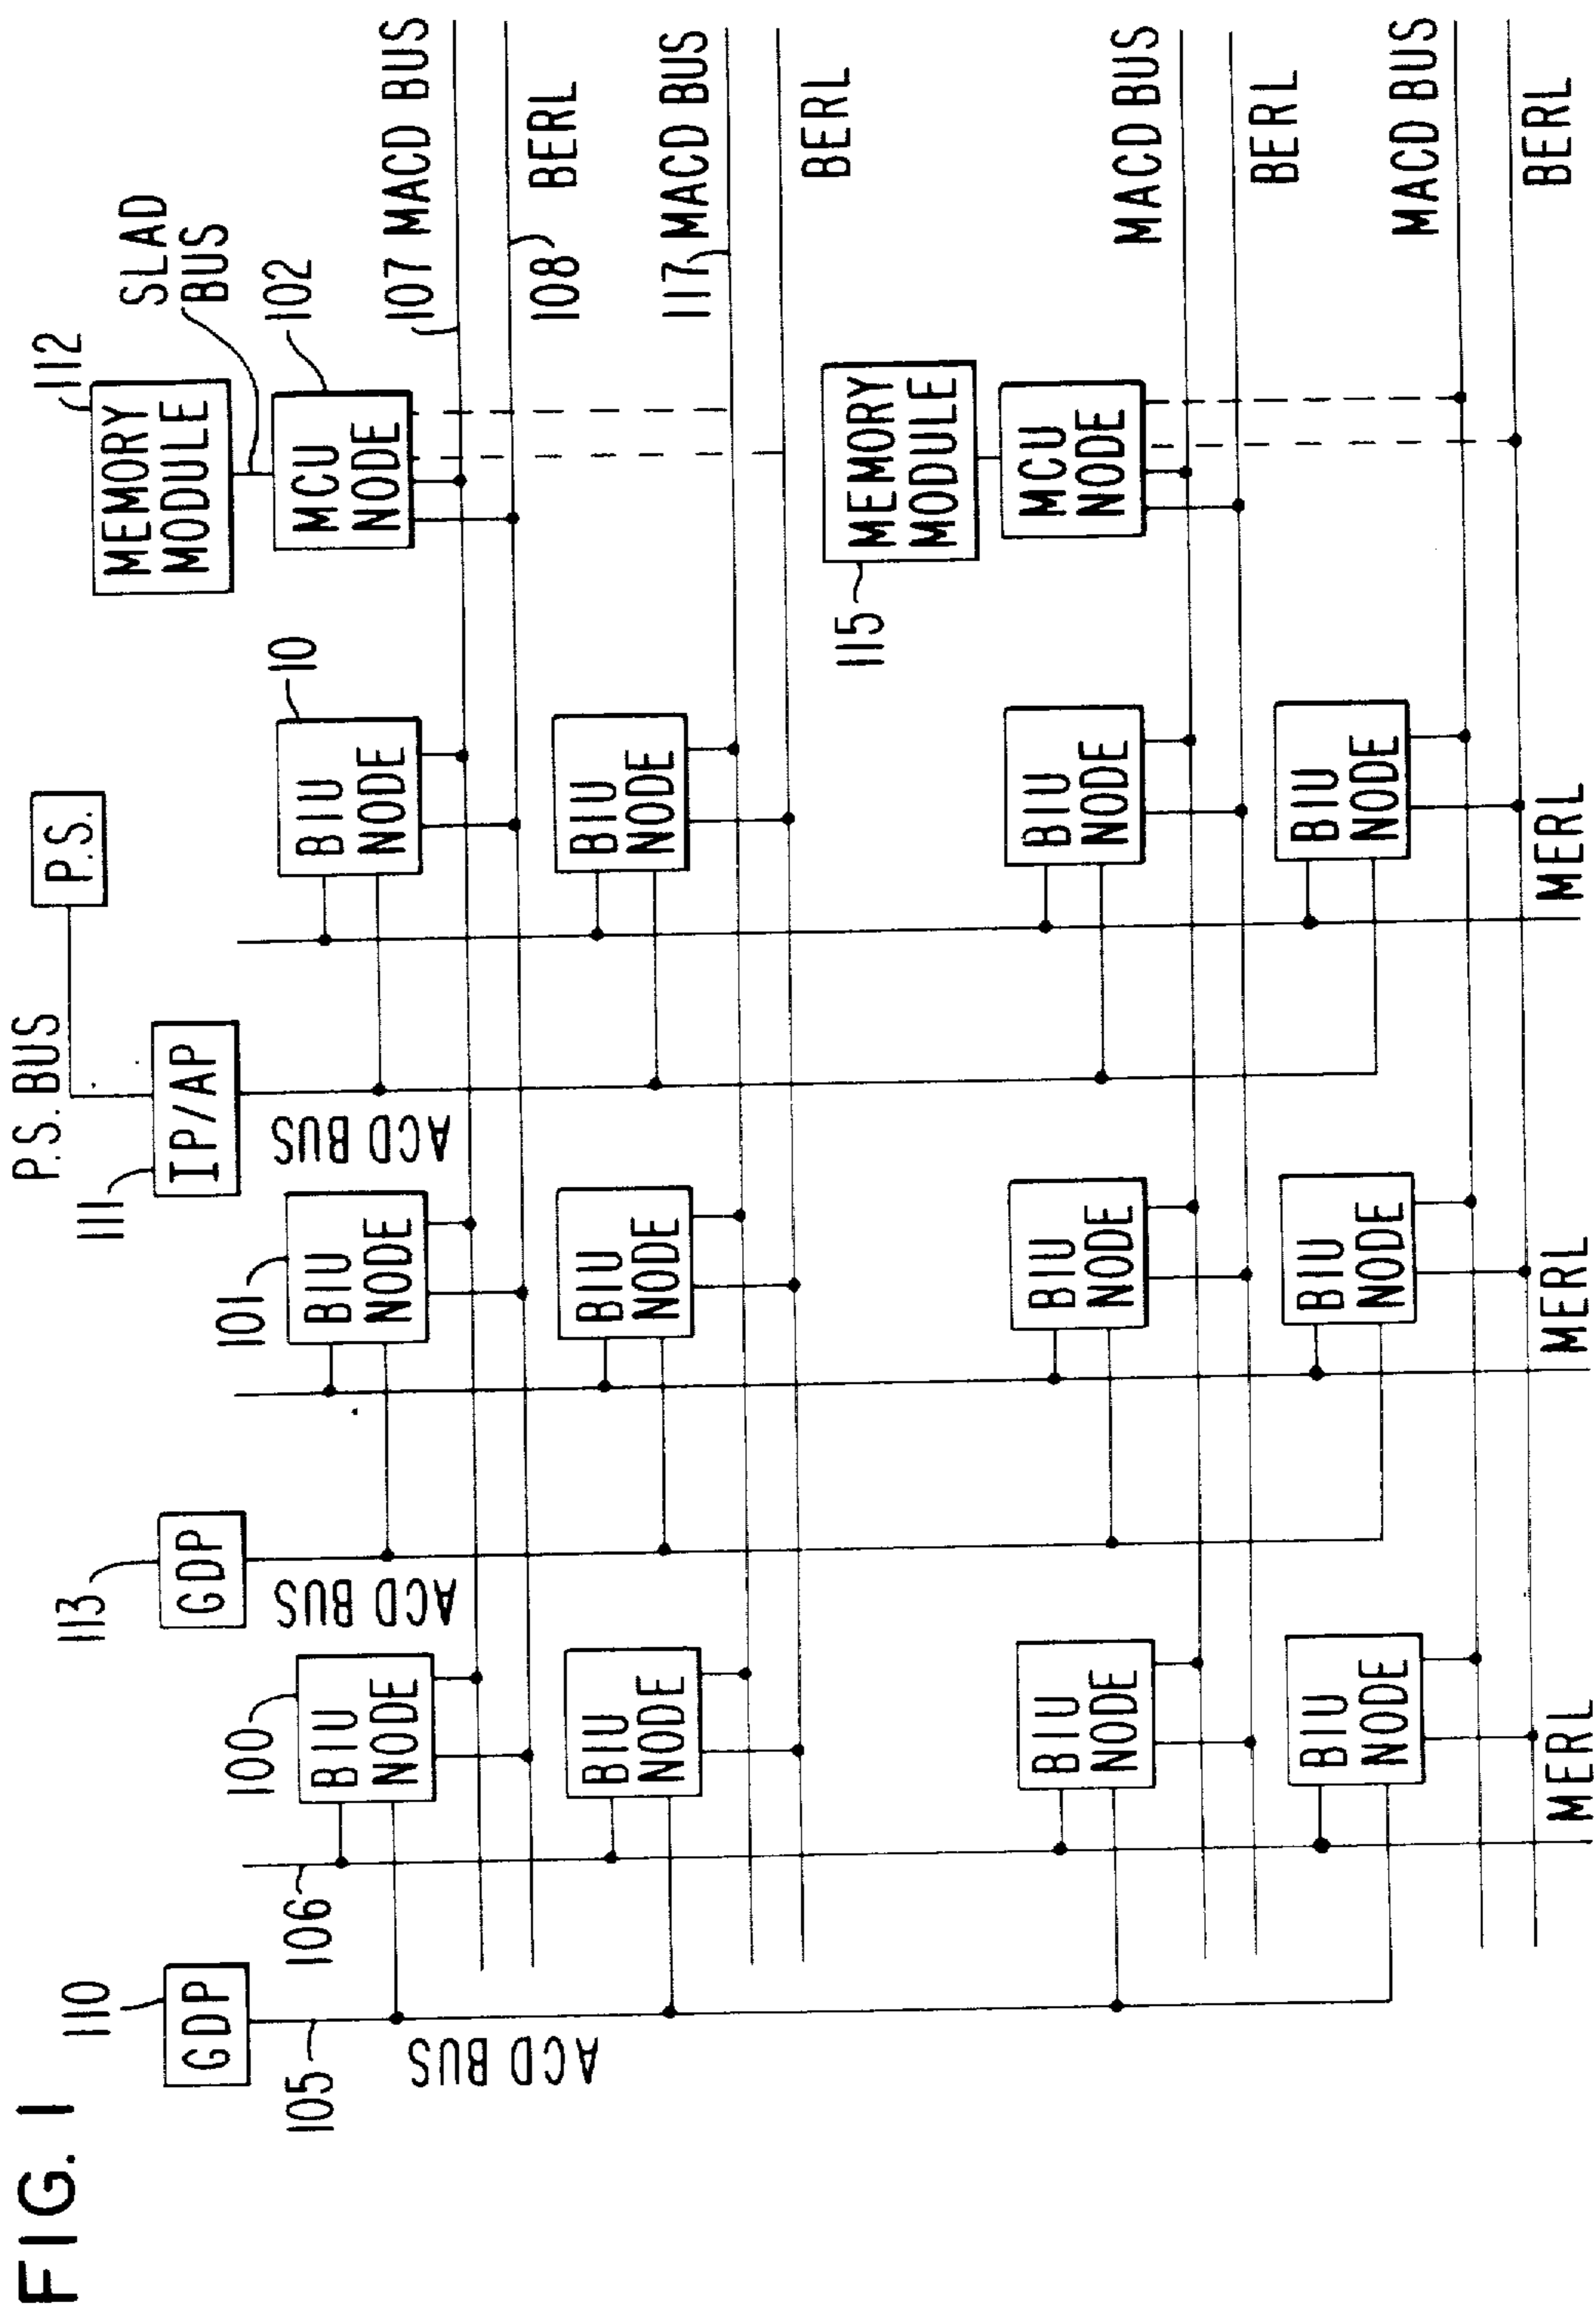 FIG. 1
110
GDP
105
ACD BUS
106
100
BIU
NODE
BIU
NODE
BIU
NODE
BIU
NODE
MERL
113
GDP
ACD BUS
101
BIU
NODE
BIU
NODE
BIU
NODE
BIU
NODE
MERL
P.S. BUS
P.S.
111
IP/AP
ACD BUS
10
BIU
NODE
BIU
NODE
BIU
NODE
BIU
NODE
MERL
112
MEMORY
MODULE
SLAD
BUS
102
MCU
NODE
115
MEMORY
MODULE
MCU
NODE
107 MACD BUS
108
BERL
117 MACD BUS
BERL
MACD BUS
BERL
MACD BUS
BERL